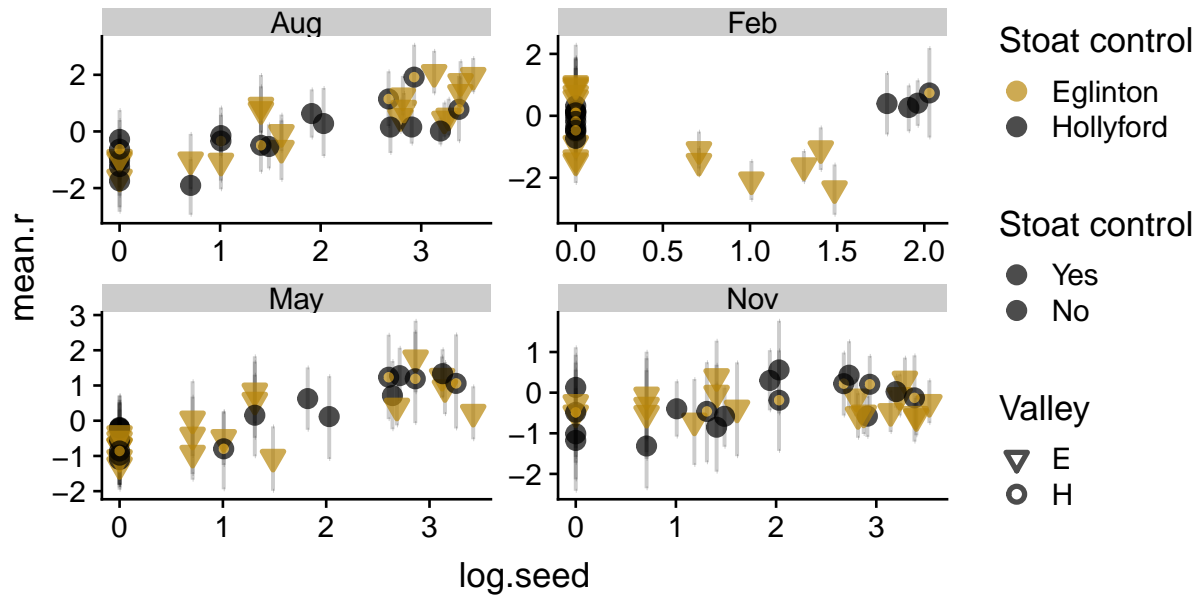 Aug
Feb
2
0
−2
0
1
2
3
2
0
−2
0.0
0.5
1.0
1.5
2.0
May
Nov
3
2
1
0
−1
−2
0
1
2
3
1
0
−1
−2
0
1
2
3
mean.r
log.seed
Stoat control
Eglinton
Hollyford
Stoat control
Yes
No
Valley
E
H